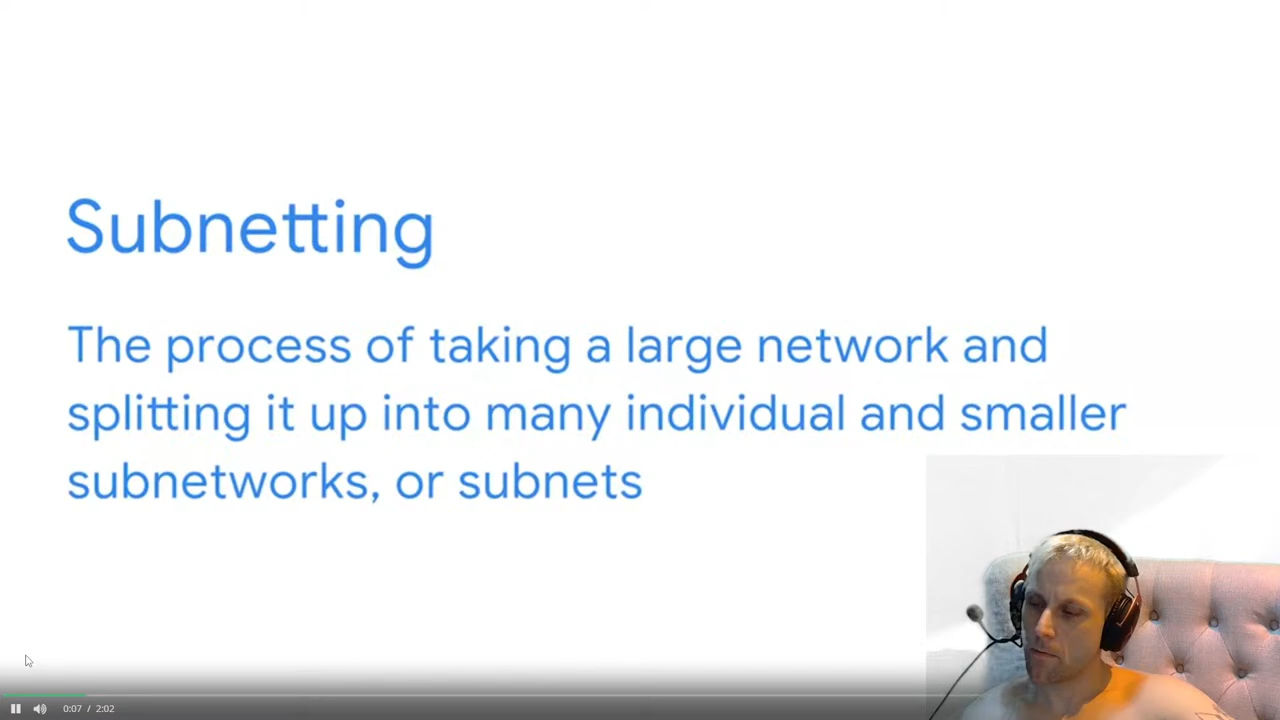 Subnetting
The process of taking a large network and
splitting it up into many individual and smaller
subnetworks, or subnets
0:07 / 2:02